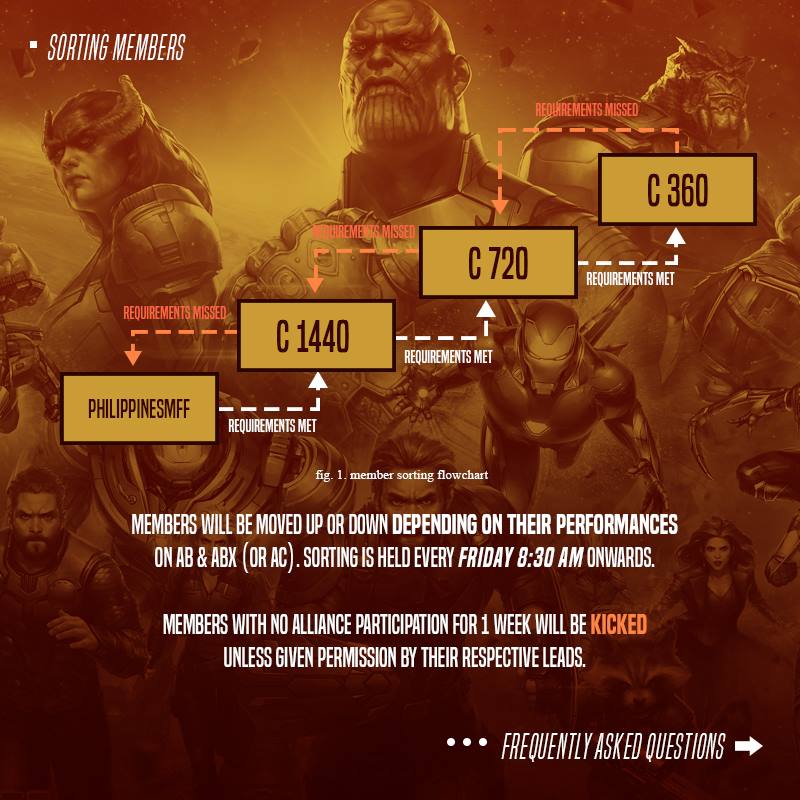 SORTING MEMBERS
REQUIREMENTS MISSED
C 360
REQUIREMENTS MISSED
C 720
REQUIREMENTS MET
REQUIREMENTS MISSED
C 1440
REQUIREMENTS MET
PHILIPPINESMFF
REQUIREMENTS MET
fig. 1. member sorting flowchart
MEMBERS WILL BE MOVED UP OR DOWN DEPENDING ON THEIR PERFORMANCES
ON AB & ABX (OR AC). SORTING IS HELD EVERY FRIDAY 8:30 AM ONWARDS.
MEMBERS WITH NO ALLIANCE PARTICIPATION FOR 1 WEEK WILL BE KICKED
UNLESS GIVEN PERMISSION BY THEIR RESPECTIVE LEADS.
FREQUENTLY ASKED QUESTIONS